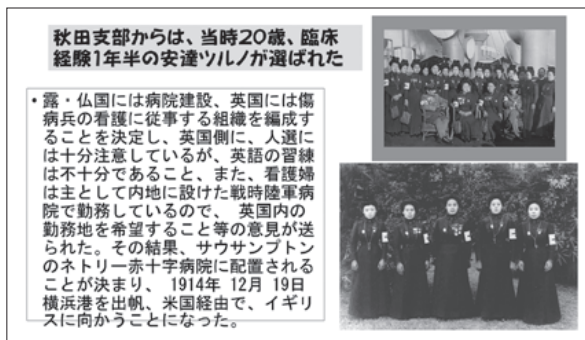 秋田支部からは、当時20歳、臨床
経験1年半の安達ツルノが選ばれた
・露・仏国には病院建設、英国には傷
病兵の看護に従事する組織を編成す
ることを決定し、英国側に、人選に
は十分注意しているが、英語の習練
は不十分であること、また、看護婦
は主として内地に設けた戦時陸軍病
院で勤務しているので、 英国内の
勤務地を希望すること等の意見が送
られた。その結果、サウサンプトン
のネトリー赤十字病院に配置される
ことが決まり、 1914年 12月 19日
横浜港を出帆、米国経由で、イギリ
スに向かうことになった。